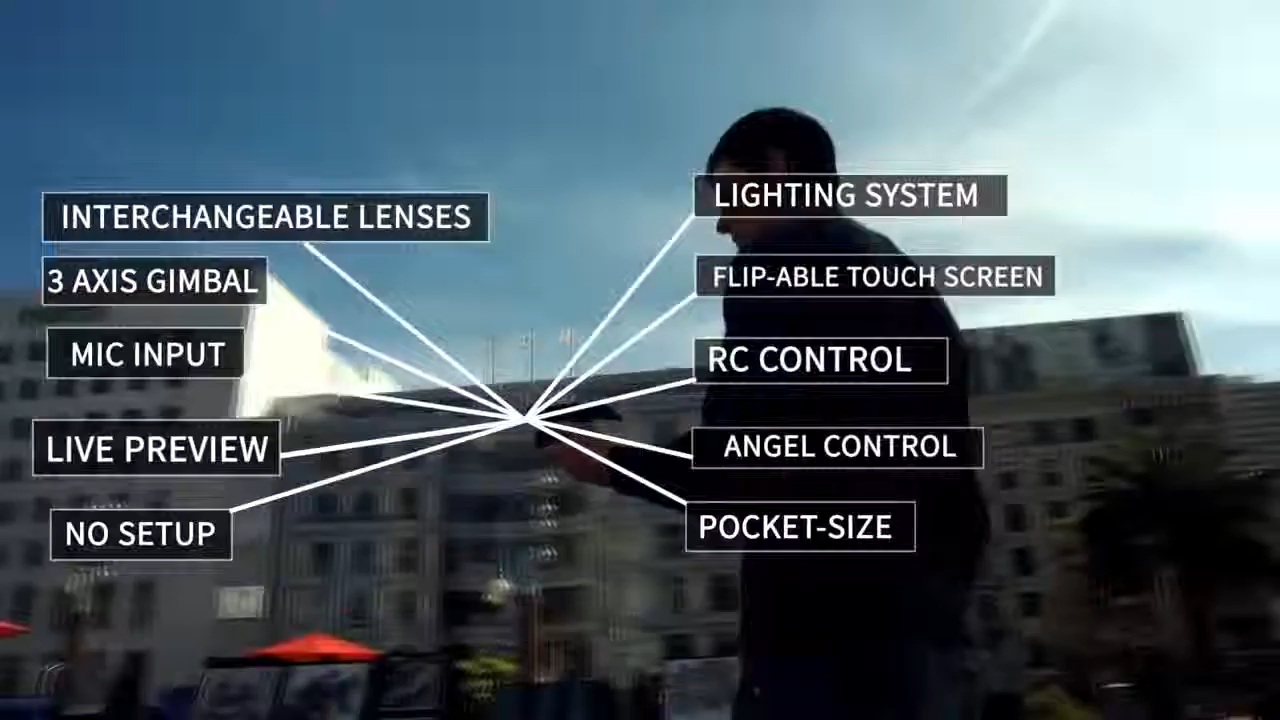 INTERCHANGEABLE LENSES
3 AXIS GIMBAL
MIC INPUT
LIVE PREVIEW
NO SETUP
LIGHTING SYSTEM
FLIP-ABLE TOUCH SCREEN
RC CONTROL
ANGEL CONTROL
POCKET-SIZE